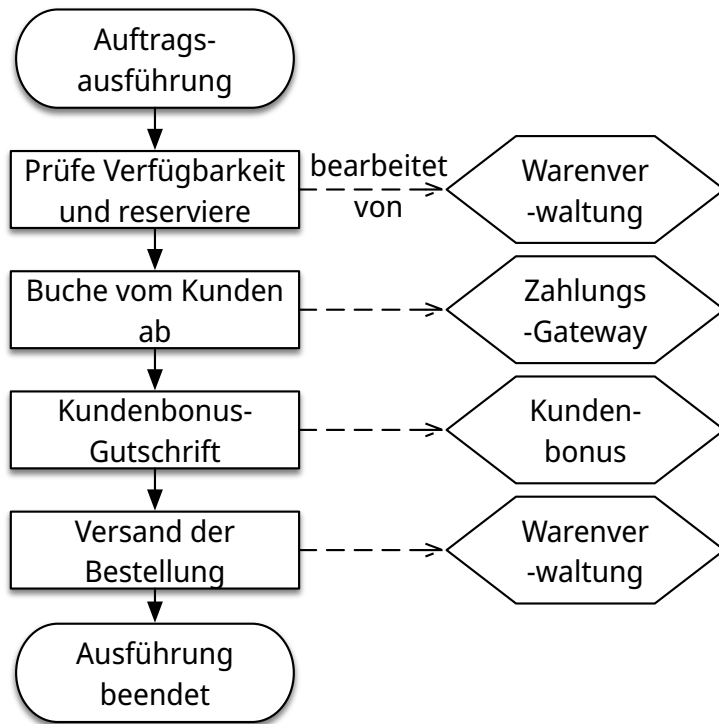 Auftrags-
ausführung
Prüfe Verfügbarkeit
und reserviere
bearbeitet
von
Warenver
-waltung
Buche vom Kunden
ab
Zahlungs
-Gateway
Kundenbonus-
Gutschrift
Kunden-
bonus
Versand der
Bestellung
Warenver
-waltung
Ausführung
beendet